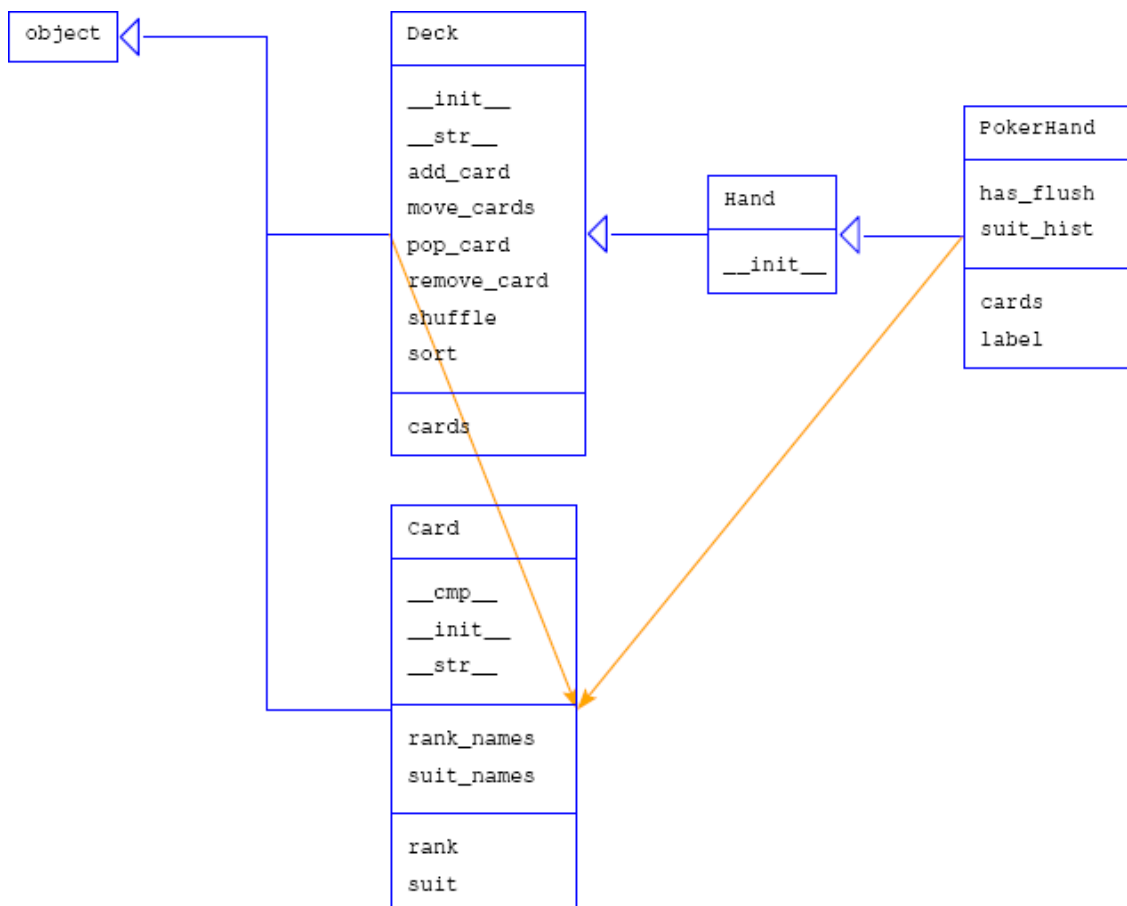 object
Deck
__init__
__str__
add_card
move_cards
pop_card
remove_card
shuffle
sort
cards
Hand
__init__
PokerHand
has_flush
suit_hist
cards
label
Card
__cmp__
__init__
__str__
rank_names
suit_names
rank
suit